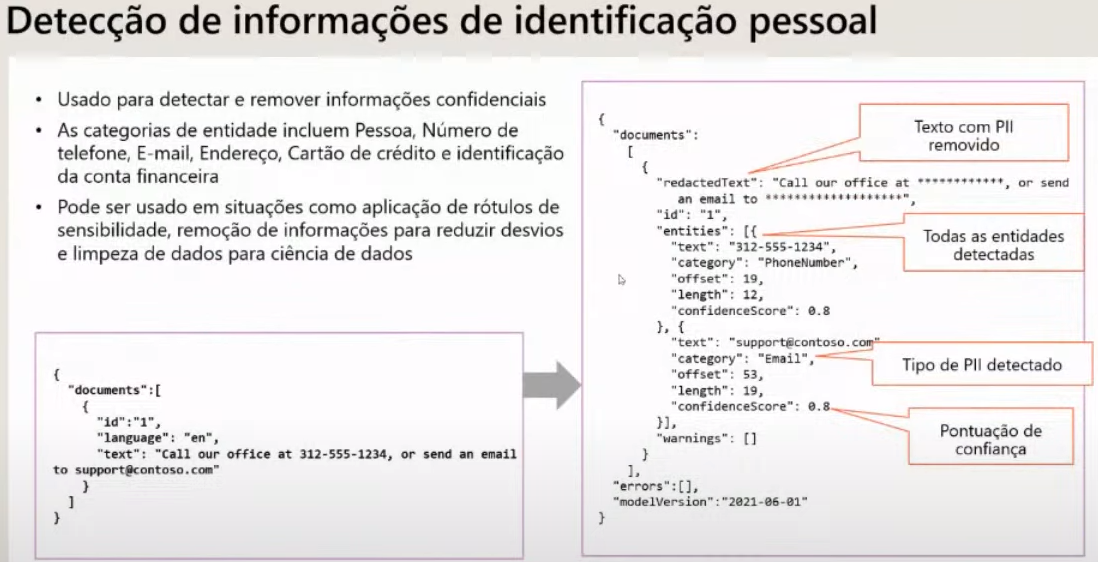 Detecção de informações de identificação pessoal
• Usado para detectar e remover informações confidenciais
• As categorias de entidade incluem Pessoa, Número de
telefone, E-mail, Endereço, Cartão de crédito e identificação
da conta financeira
• Pode ser usado em situações como aplicação de rótulos de
sensibilidade, remoção de informações para reduzir desvios
e limpeza de dados para ciência de dados
{
"documents":[
{
"id":"1",
"language": "en",
"text": "Call our office at 312-555-1234, or send an email
to support@contoso.com"
}
]
}
{
"documents":
[
{
"redactedText": "Call our office at ************, or send
an email to *******************",
"id": "1",
"entities": [{
"text": "312-555-1234",
"category": "PhoneNumber",
"offset": 19,
"length": 12,
"confidenceScore": 0.8
}, {
"text": "support@contoso.com"
"category": "Email",
"offset": 53,
"length": 19,
"confidenceScore": 0.8
}],
"warnings": []
}
],
"errors":[],
"modelVersion":"2021-06-01"
}
Texto com PII
removido
Todas as entidades
detectadas
Tipo de PII detectado
Pontuação de
confiança